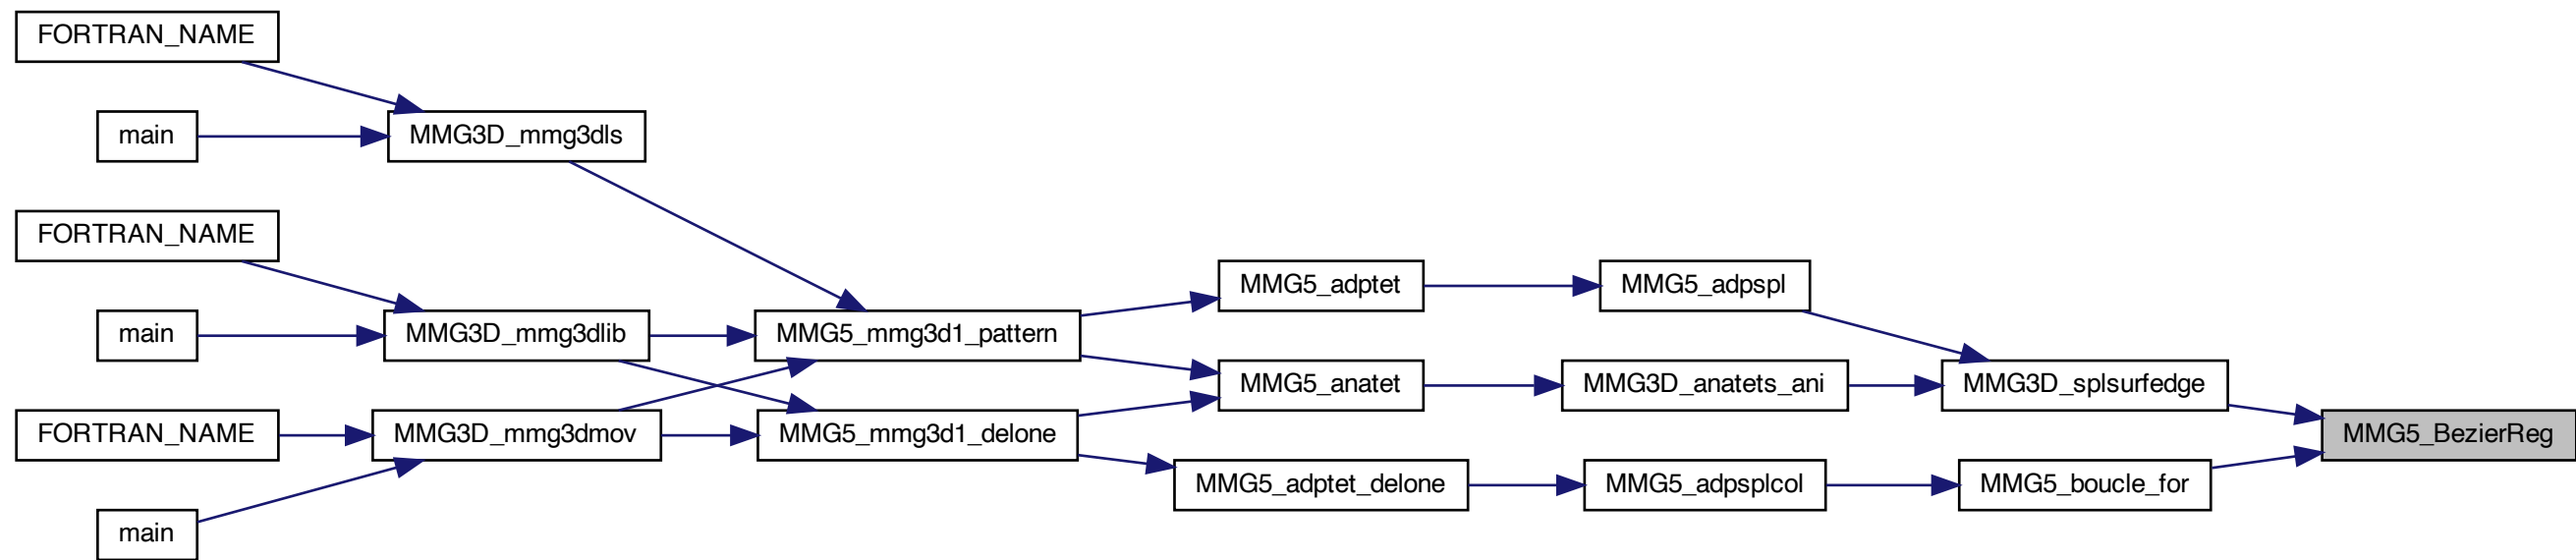 FORTRAN_NAME
main
MMG3D_mmg3dls
FORTRAN_NAME
MMG5_adptet
MMG5_adpspl
main
MMG3D_mmg3dlib
MMG5_mmg3d1_pattern
MMG5_anatet
MMG3D_anatets_ani
MMG3D_splsurfedge
FORTRAN_NAME
MMG3D_mmg3dmov
MMG5_mmg3d1_delone
MMG5_BezierReg
MMG5_adptet_delone
MMG5_adpsplcol
MMG5_boucle_for
main